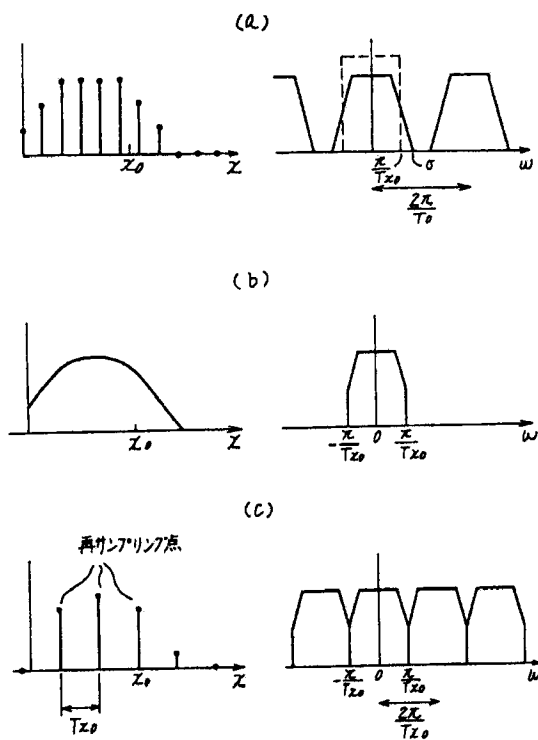 (a)
x₀ x
π/Tx₀ σ ω
2π/T₀
(b)
x₀ x
-π/Tx₀ 0 π/Tx₀ ω
(c)
再サンプリング点
x₀ x
Tx₀
-π/Tx₀ 0 π/Tx₀ ω
2π/Tx₀